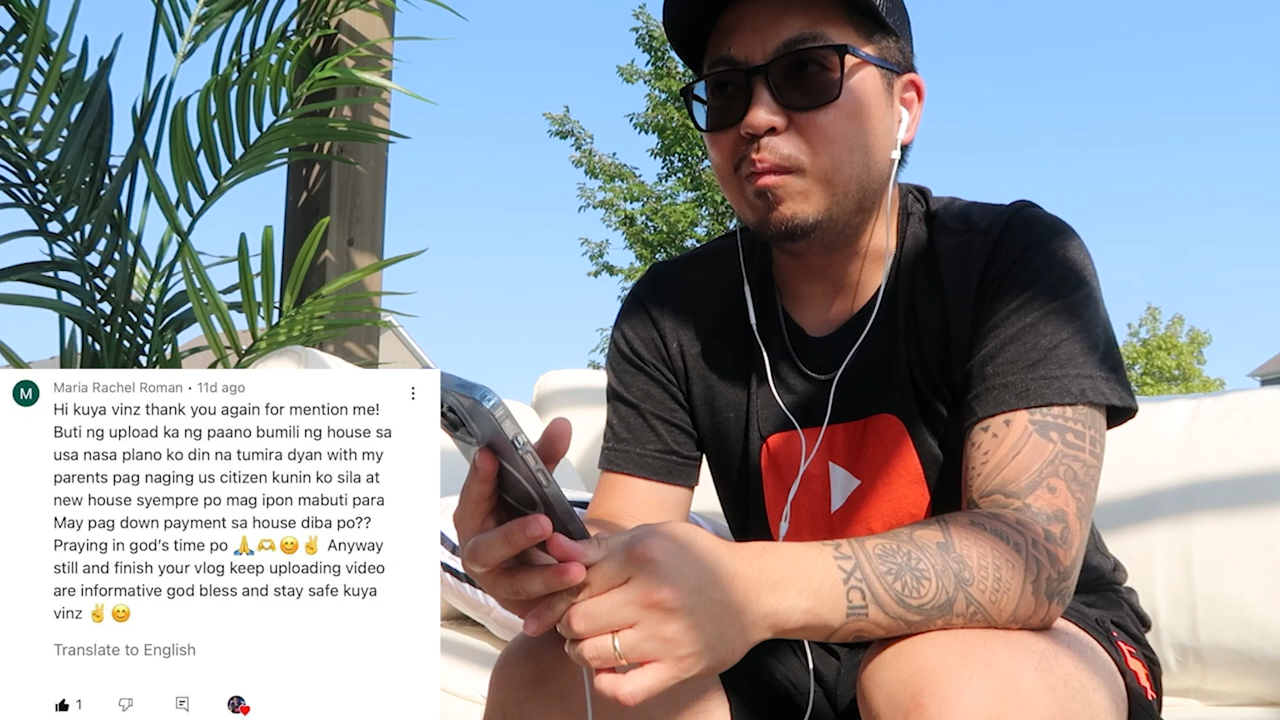 M
Maria Rachel Roman • 11d ago
Hi kuya vinz thank you again for mention me!
Buti ng upload ka ng paano bumili ng house sa
usa nasa plano ko din na tumira dyan with my
parents pag naging us citizen kunin ko sila at
new house syempre po mag ipon mabuti para
May pag down payment sa house diba po??
Praying in god's time po 🙏🫶😊✌️ Anyway
still and finish your vlog keep uploading video
are informative god bless and stay safe kuya
vinz ✌️😊
Translate to English
1
MXCII